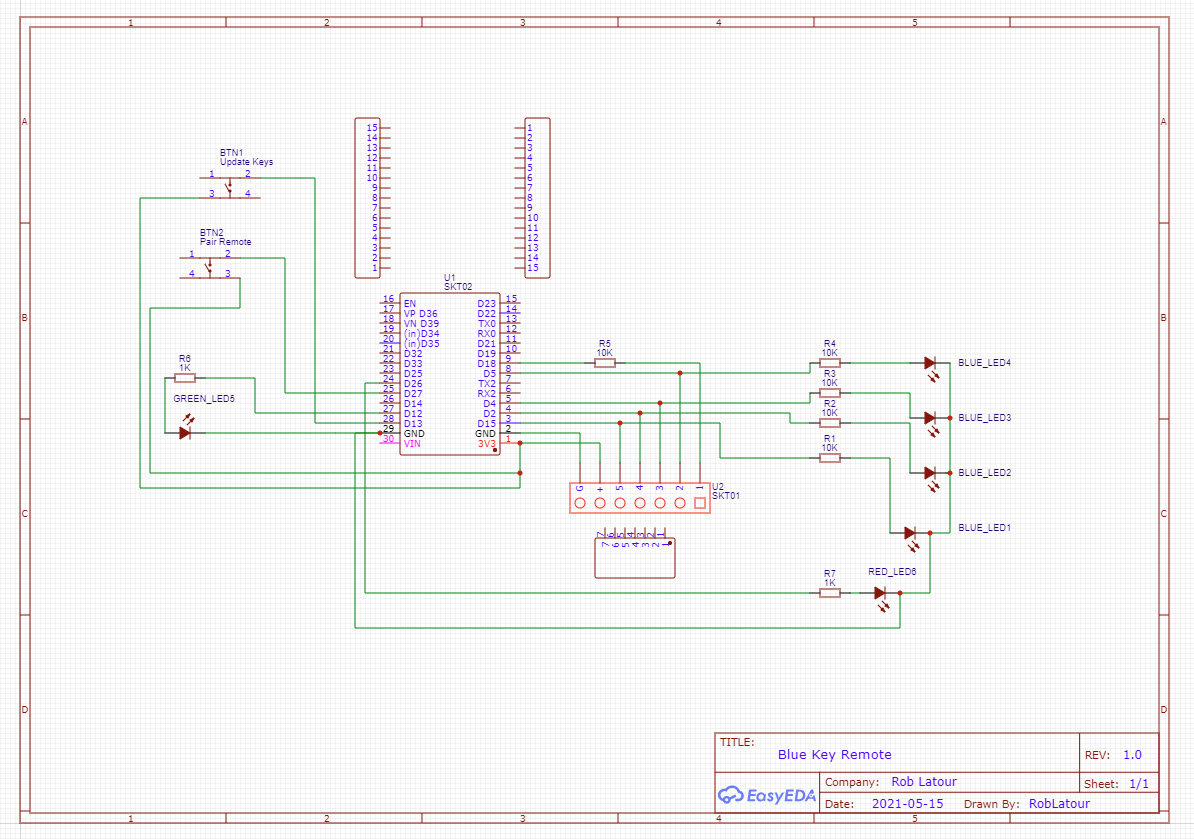 1 2 3 4 5
A A
15 1
14 2
13 3
12 4
11 5
10 6
9 7
8 8
7 9
6 10
5 11
4 12
3 13
2 14
1 15
BTN1
Update Keys
1 2
3 4
BTN2
Pair Remote
1 2
4 3
U1
SKT02
16 EN D23 15
17 VP D36 D22 14
18 VN D39 TX0 13
19 (in)D34 RX0 12
20 (in)D35 D21 11
21 D32 D19 10
22 D33 D18 9
23 D25 D5 8
24 D26 TX2 7
25 D27 RX2 6
26 D14 D4 5
27 D12 D2 4
28 D13 D15 3
29 GND GND 2
30 VIN 3V3 1
B B
R6
1K
GREEN_LED5
R5
10K
R4
10K
BLUE_LED4
R3
10K
R2
10K
BLUE_LED3
R1
10K
BLUE_LED2
G + 5 4 3 2 1
U2
SKT01
C C
7 6 5 4 3 2 1
7 6 5 4 3 2 1
BLUE_LED1
R7
1K
RED_LED6
D D
TITLE:
Blue Key Remote
REV: 1.0
EasyEDA
Company: Rob Latour
Sheet: 1/1
Date: 2021-05-15 Drawn By: RobLatour
1 2 3 4 5